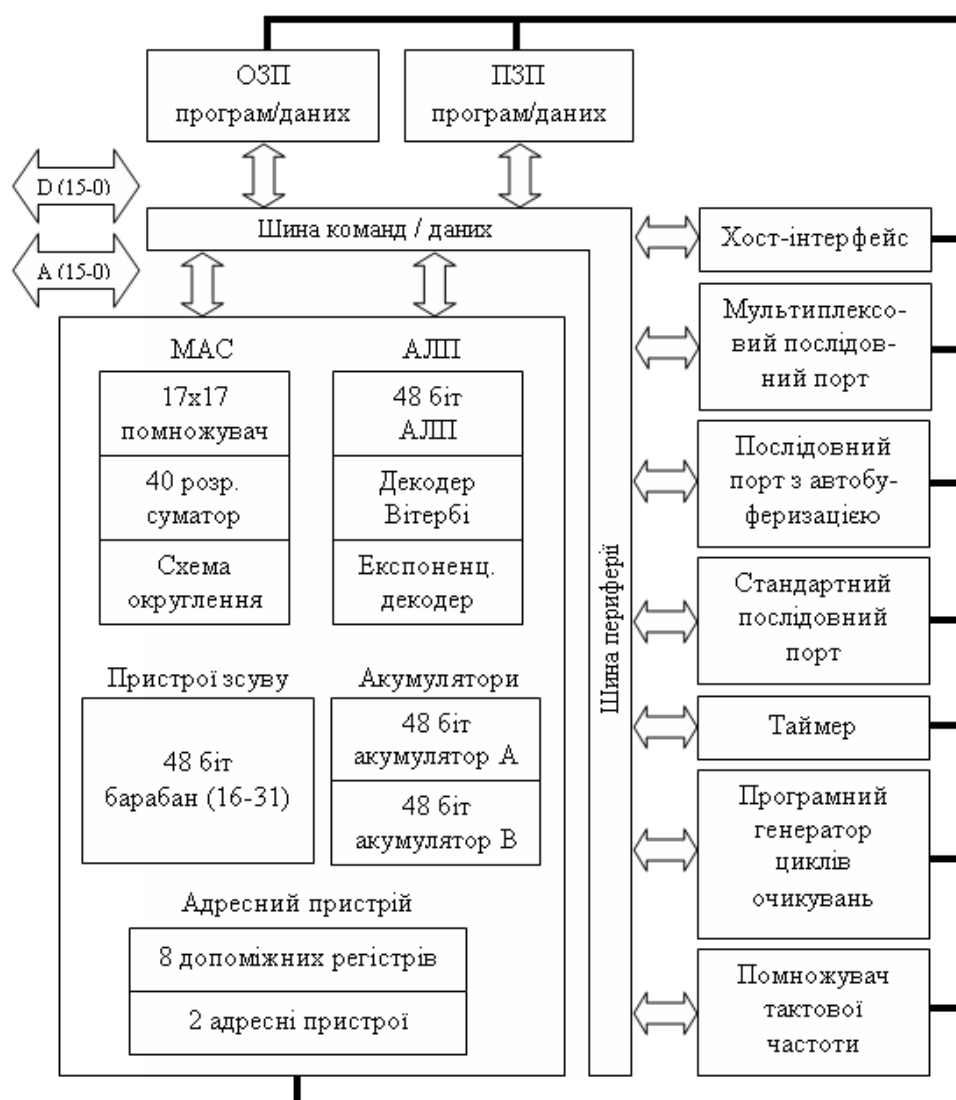 ОЗП
програм/даних
ПЗП
програм/даних
D (15-0)
A (15-0)
Шина команд / даних
Шина периферії
МАС
17x17
помножувач
40 розр.
суматор
Схема
округлення
АЛП
48 біт
АЛП
Декодер
Вітербі
Експоненц.
декодер
Пристрої зсуву
48 біт
барабан (16-31)
Акумулятори
48 біт
акумулятор А
48 біт
акумулятор В
Адресний пристрій
8 допоміжних регістрів
2 адресні пристрої
Хост-інтерфейс
Мультиплексо-
вий послідов-
ний порт
Послідовний
порт з автобу-
феризацією
Стандартний
послідовний
порт
Таймер
Програмний
генератор
циклів
очикувань
Помножувач
тактової
частоти